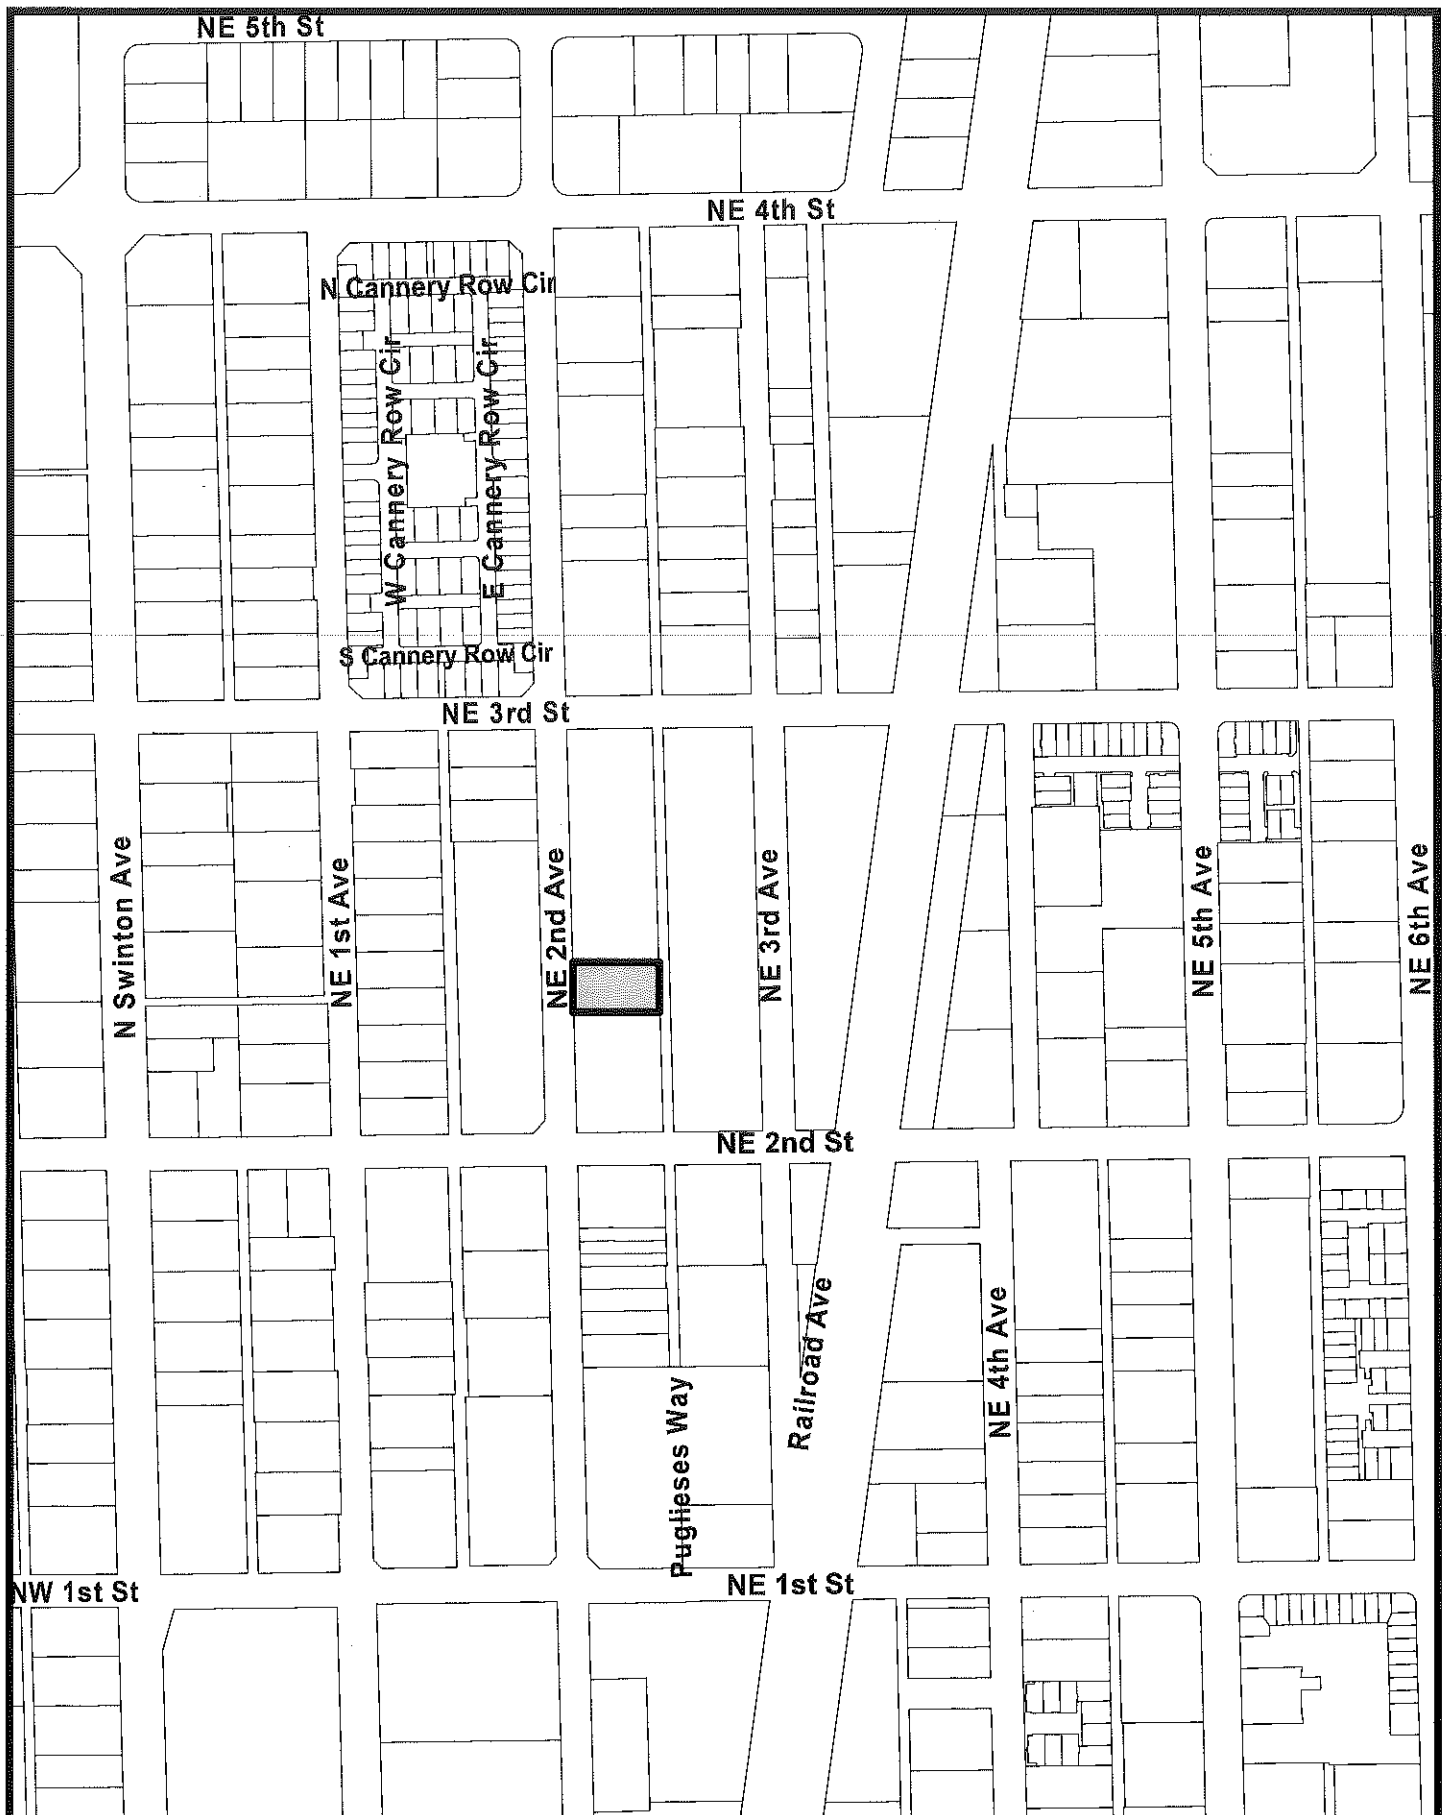 NE 5th St
NE 4th St
N Cannery Row Cir
W Cannery Row Cir
E Cannery Row Cir
S Cannery Row Cir
NE 3rd St
N Swinton Ave
NE 1st Ave
NE 2nd Ave
NE 3rd Ave
NE 5th Ave
NE 6th Ave
NE 2nd St
Railroad Ave
NE 4th Ave
Puglieses Way
NW 1st St
NE 1st St